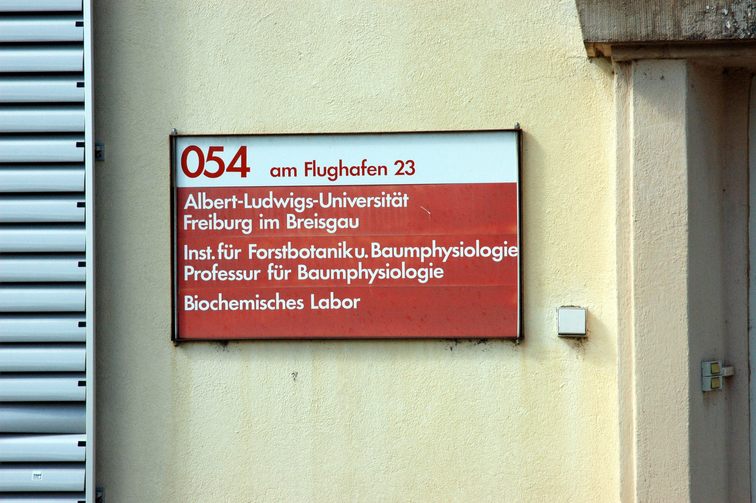 054 am Flughafen 23
Albert-Ludwigs-Universität
Freiburg im Breisgau
Inst. für Forstbotanik u. Baumphysiologie
Professur für Baumphysiologie
Biochemisches Labor